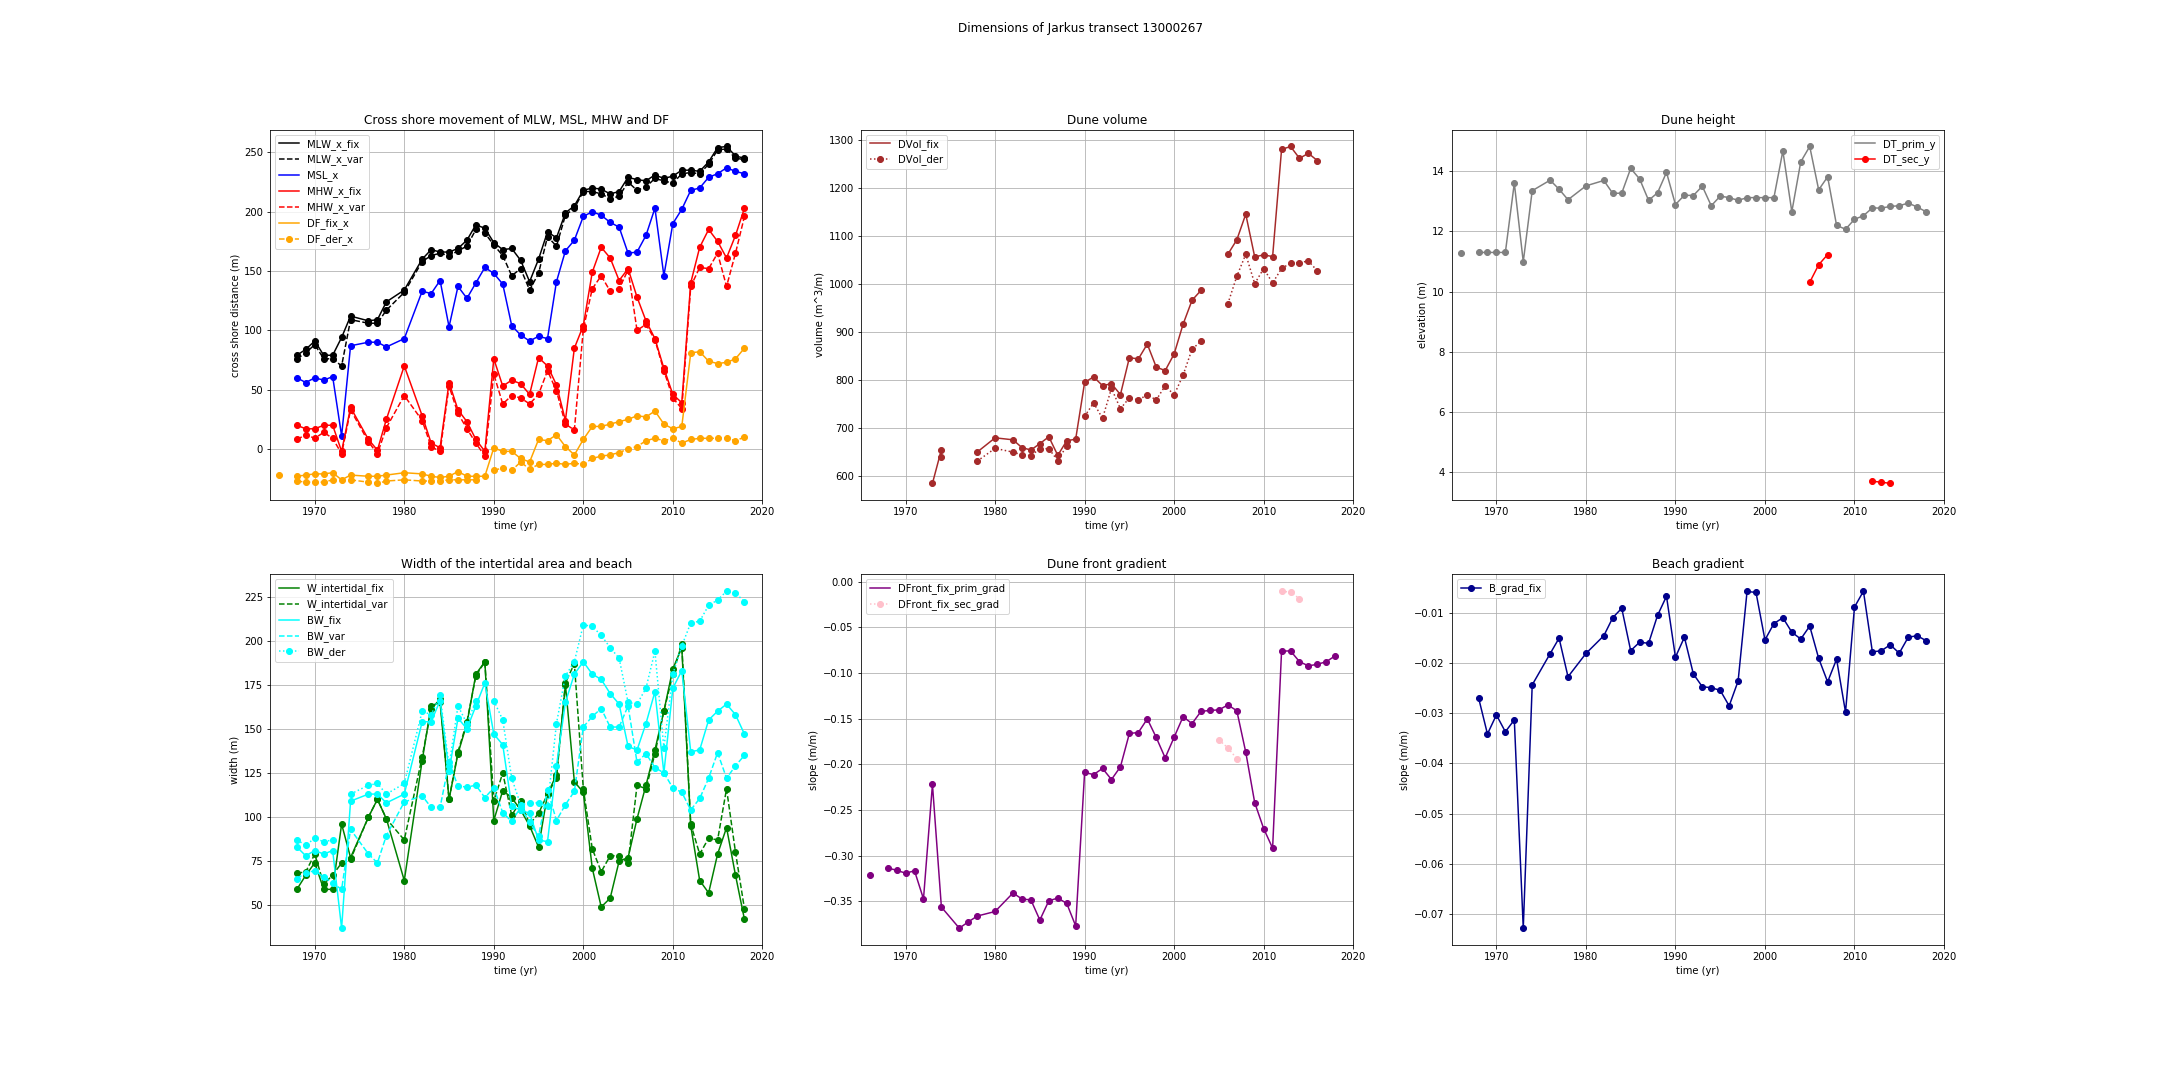 Dimensions of Jarkus transect 13000267
Cross shore movement of MLW, MSL, MHW and DF
MLW_x_fix
MLW_x_var
MSL_x
MHW_x_fix
MHW_x_var
DF_fix_x
DF_der_x
cross shore distance (m)
250
200
150
100
50
0
1970
1980
1990
2000
2010
2020
time (yr)
Dune volume
DVol_fix
DVol_der
volume (m^3/m)
1300
1200
1100
1000
900
800
700
600
1970
1980
1990
2000
2010
2020
time (yr)
Dune height
DT_prim_y
DT_sec_y
elevation (m)
14
12
10
8
6
4
1970
1980
1990
2000
2010
2020
time (yr)
Width of the intertidal area and beach
W_intertidal_fix
W_intertidal_var
BW_fix
BW_var
BW_der
width (m)
225
200
175
150
125
100
75
50
1970
1980
1990
2000
2010
2020
time (yr)
Dune front gradient
DFront_fix_prim_grad
DFront_fix_sec_grad
slope (m/m)
0.00
−0.05
−0.10
−0.15
−0.20
−0.25
−0.30
−0.35
1970
1980
1990
2000
2010
2020
time (yr)
Beach gradient
B_grad_fix
slope (m/m)
−0.01
−0.02
−0.03
−0.04
−0.05
−0.06
−0.07
1970
1980
1990
2000
2010
2020
time (yr)